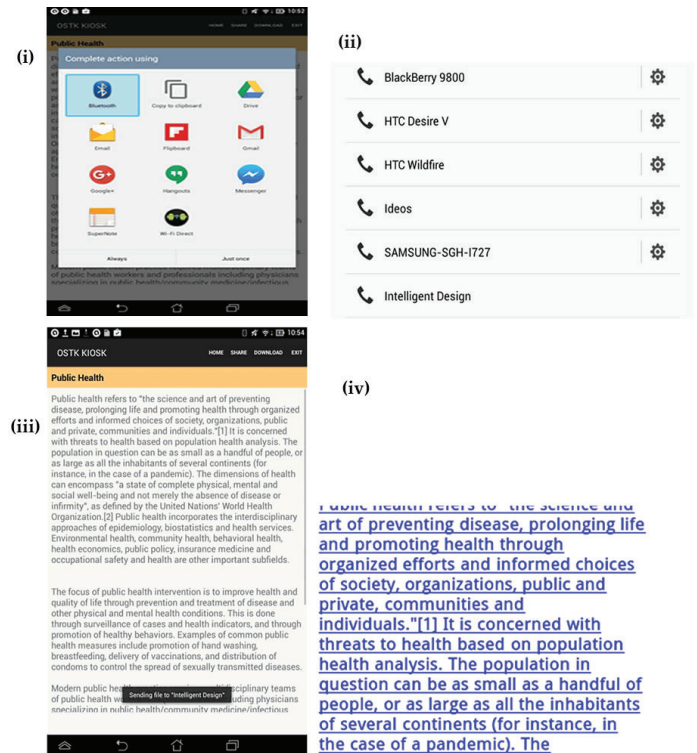 (i)
10:52
OSTK KIOSK
HOME SHARE DOWNLOAD EXIT
Public Health
Complete action using
Bluetooth
Copy to clipboard
Drive
Email
Flipboard
Gmail
Google+
Hangouts
Messenger
SuperNote
Wi-Fi Direct
Always
Just once
of public health workers and professionals including physicians
specializing in public health/community medicine/infectious
(ii)
BlackBerry 9800
HTC Desire V
HTC Wildfire
Ideos
SAMSUNG-SGH-I727
Intelligent Design
(iii)
10:54
OSTK KIOSK
HOME SHARE DOWNLOAD EXIT
Public Health
Public health refers to "the science and art of preventing
disease, prolonging life and promoting health through organized
efforts and informed choices of society, organizations, public
and private, communities and individuals."[1] It is concerned
with threats to health based on population health analysis. The
population in question can be as small as a handful of people, or
as large as all the inhabitants of several continents (for
instance, in the case of a pandemic). The dimensions of health
can encompass "a state of complete physical, mental and
social well-being and not merely the absence of disease or
infirmity", as defined by the United Nations' World Health
Organization.[2] Public health incorporates the interdisciplinary
approaches of epidemiology, biostatistics and health services.
Environmental health, community health, behavioral health,
health economics, public policy, insurance medicine and
occupational safety and health are other important subfields.
The focus of public health intervention is to improve health and
quality of life through prevention and treatment of disease and
other physical and mental health conditions. This is done
through surveillance of cases and health indicators, and through
promotion of healthy behaviors. Examples of common public
health measures include promotion of hand washing,
breastfeeding, delivery of vaccinations, and distribution of
condoms to control the spread of sexually transmitted diseases.
Modern public heal
disciplinary teams
of public health w
uding physicians
Sending file to "Intelligent Design"
specializing in public health/community medicine/infectious
(iv)
Public health refers to "the science and
art of preventing disease, prolonging life
and promoting health through
organized efforts and informed choices
of society, organizations, public and
private, communities and
individuals."[1] It is concerned with
threats to health based on population
health analysis. The population in
question can be as small as a handful of
people, or as large as all the inhabitants
of several continents (for instance, in
the case of a pandemic). The